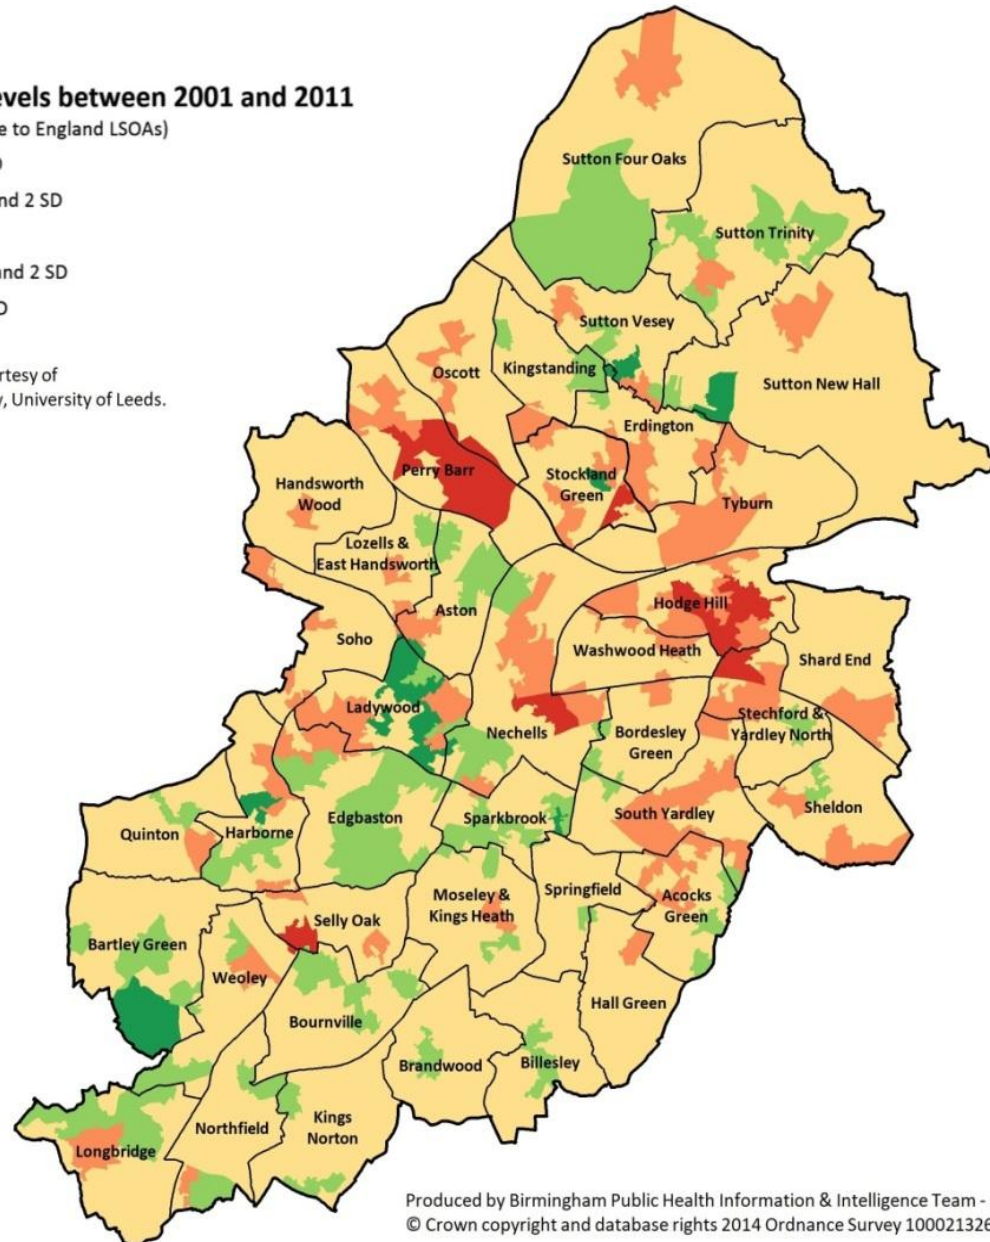 evels between 2001 and 2011
e to England LSOAs)
nd 2 SD
and 2 SD
D
rtesy of
, University of Leeds.
Sutton Four Oaks
Sutton Trinity
Sutton Vesey
Kingstanding
Oscott
Sutton New Hall
Erdington
Perry Barr
Stockland
Green
Handsworth
Wood
Tyburn
Lozells &
East Handsworth
Aston
Hodge Hill
Soho
Washwood Heath
Shard End
Ladywood
Nechells
Bordesley
Green
Stechford &
Yardley North
Quinton
Harborne
Edgbaston
Sparkbrook
South Yardley
Sheldon
Moseley &
Kings Heath
Springfield
Acocks
Green
Selly Oak
Bartley Green
Weoley
Bournville
Hall Green
Brandwood
Billesley
Northfield
Kings
Norton
Longbridge
Produced by Birmingham Public Health Information & Intelligence Team -
© Crown copyright and database rights 2014 Ordnance Survey 100021326